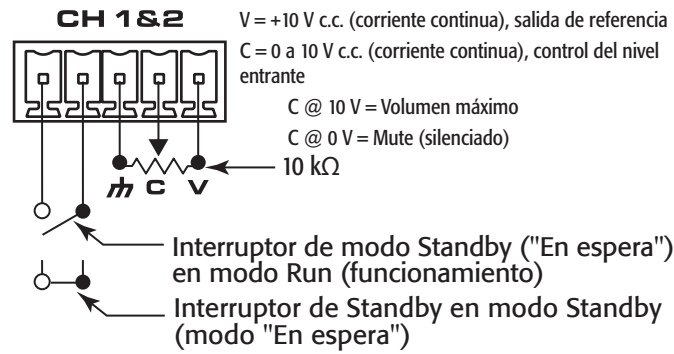 CH 1&2
V = +10 V c.c. (corriente continua), salida de referencia
C = 0 a 10 V c.c. (corriente continua), control del nivel
entrante
C @ 10 V = Volumen máximo
C @ 0 V = Mute (silenciado)
10 kΩ
C V
Interruptor de modo Standby ("En espera")
en modo Run (funcionamiento)
Interruptor de Standby en modo Standby
(modo "En espera")